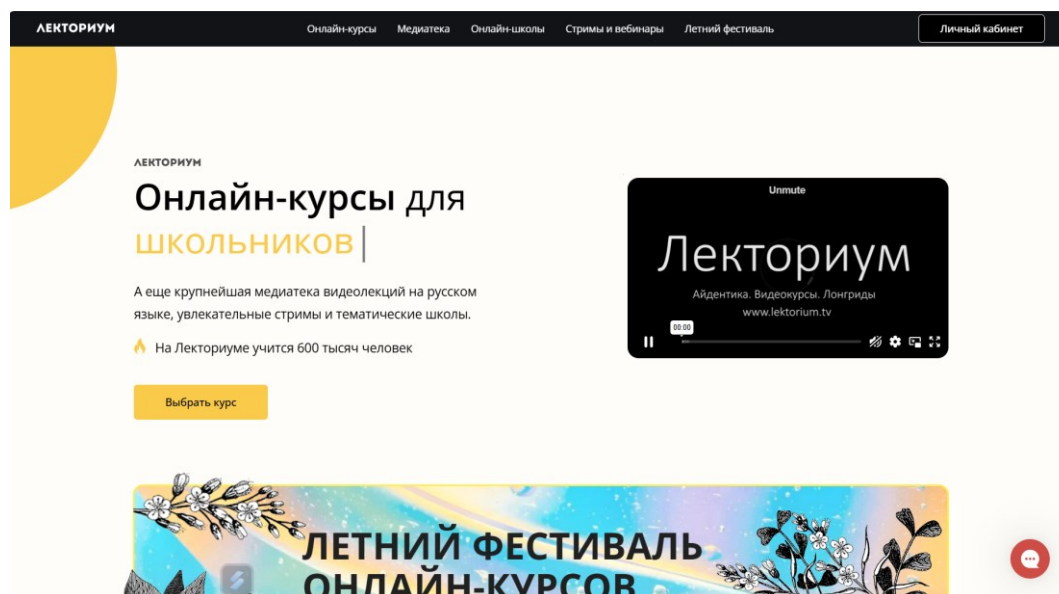 ЛЕКТОРИУМ
Онлайн-курсы Медиатека Онлайн-школы Стримы и вебинары Летний фестиваль
Личный кабинет
ЛЕКТОРИУМ
Онлайн-курсы для
школьников
А еще крупнейшая медиатека видеолекций на русском
языке, увлекательные стримы и тематические школы.
На Лекториуме учится 600 тысяч человек
Выбрать курс
Unmute
Лекториум
Айдентика. Видеокурсы. Лонгриды
www.lektorium.tv
00:00
ЛЕТНИЙ ФЕСТИВАЛЬ
ОНЛАЙН-КУРСОВ